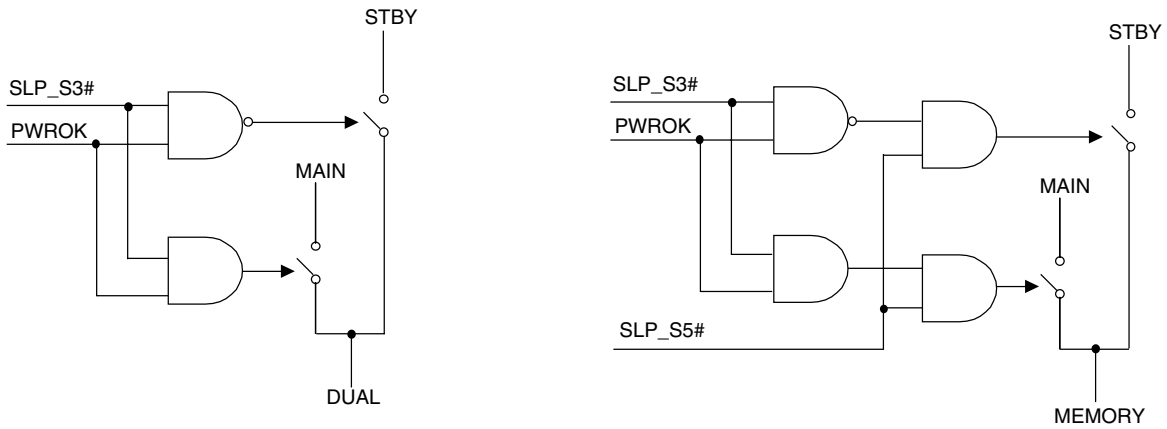 STBY
SLP_S3#
PWROK
MAIN
DUAL
STBY
SLP_S3#
PWROK
MAIN
SLP_S5#
MEMORY